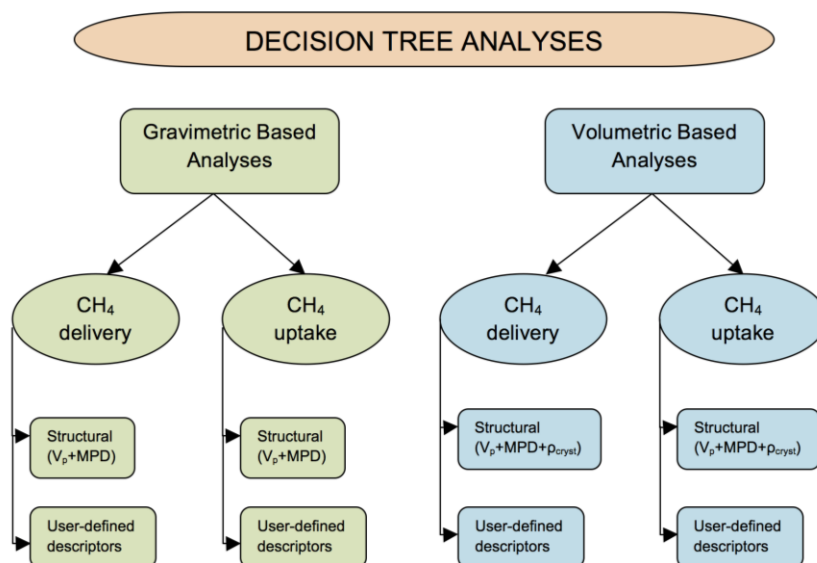 DECISION TREE ANALYSES
Gravimetric Based
Analyses
Volumetric Based
Analyses
CH₄
delivery
CH₄
uptake
CH₄
delivery
CH₄
uptake
Structural
(Vₚ+MPD)
Structural
(Vₚ+MPD)
Structural
(Vₚ+MPD+ρcryst)
Structural
(Vₚ+MPD+ρcryst)
User-defined
descriptors
User-defined
descriptors
User-defined
descriptors
User-defined
descriptors